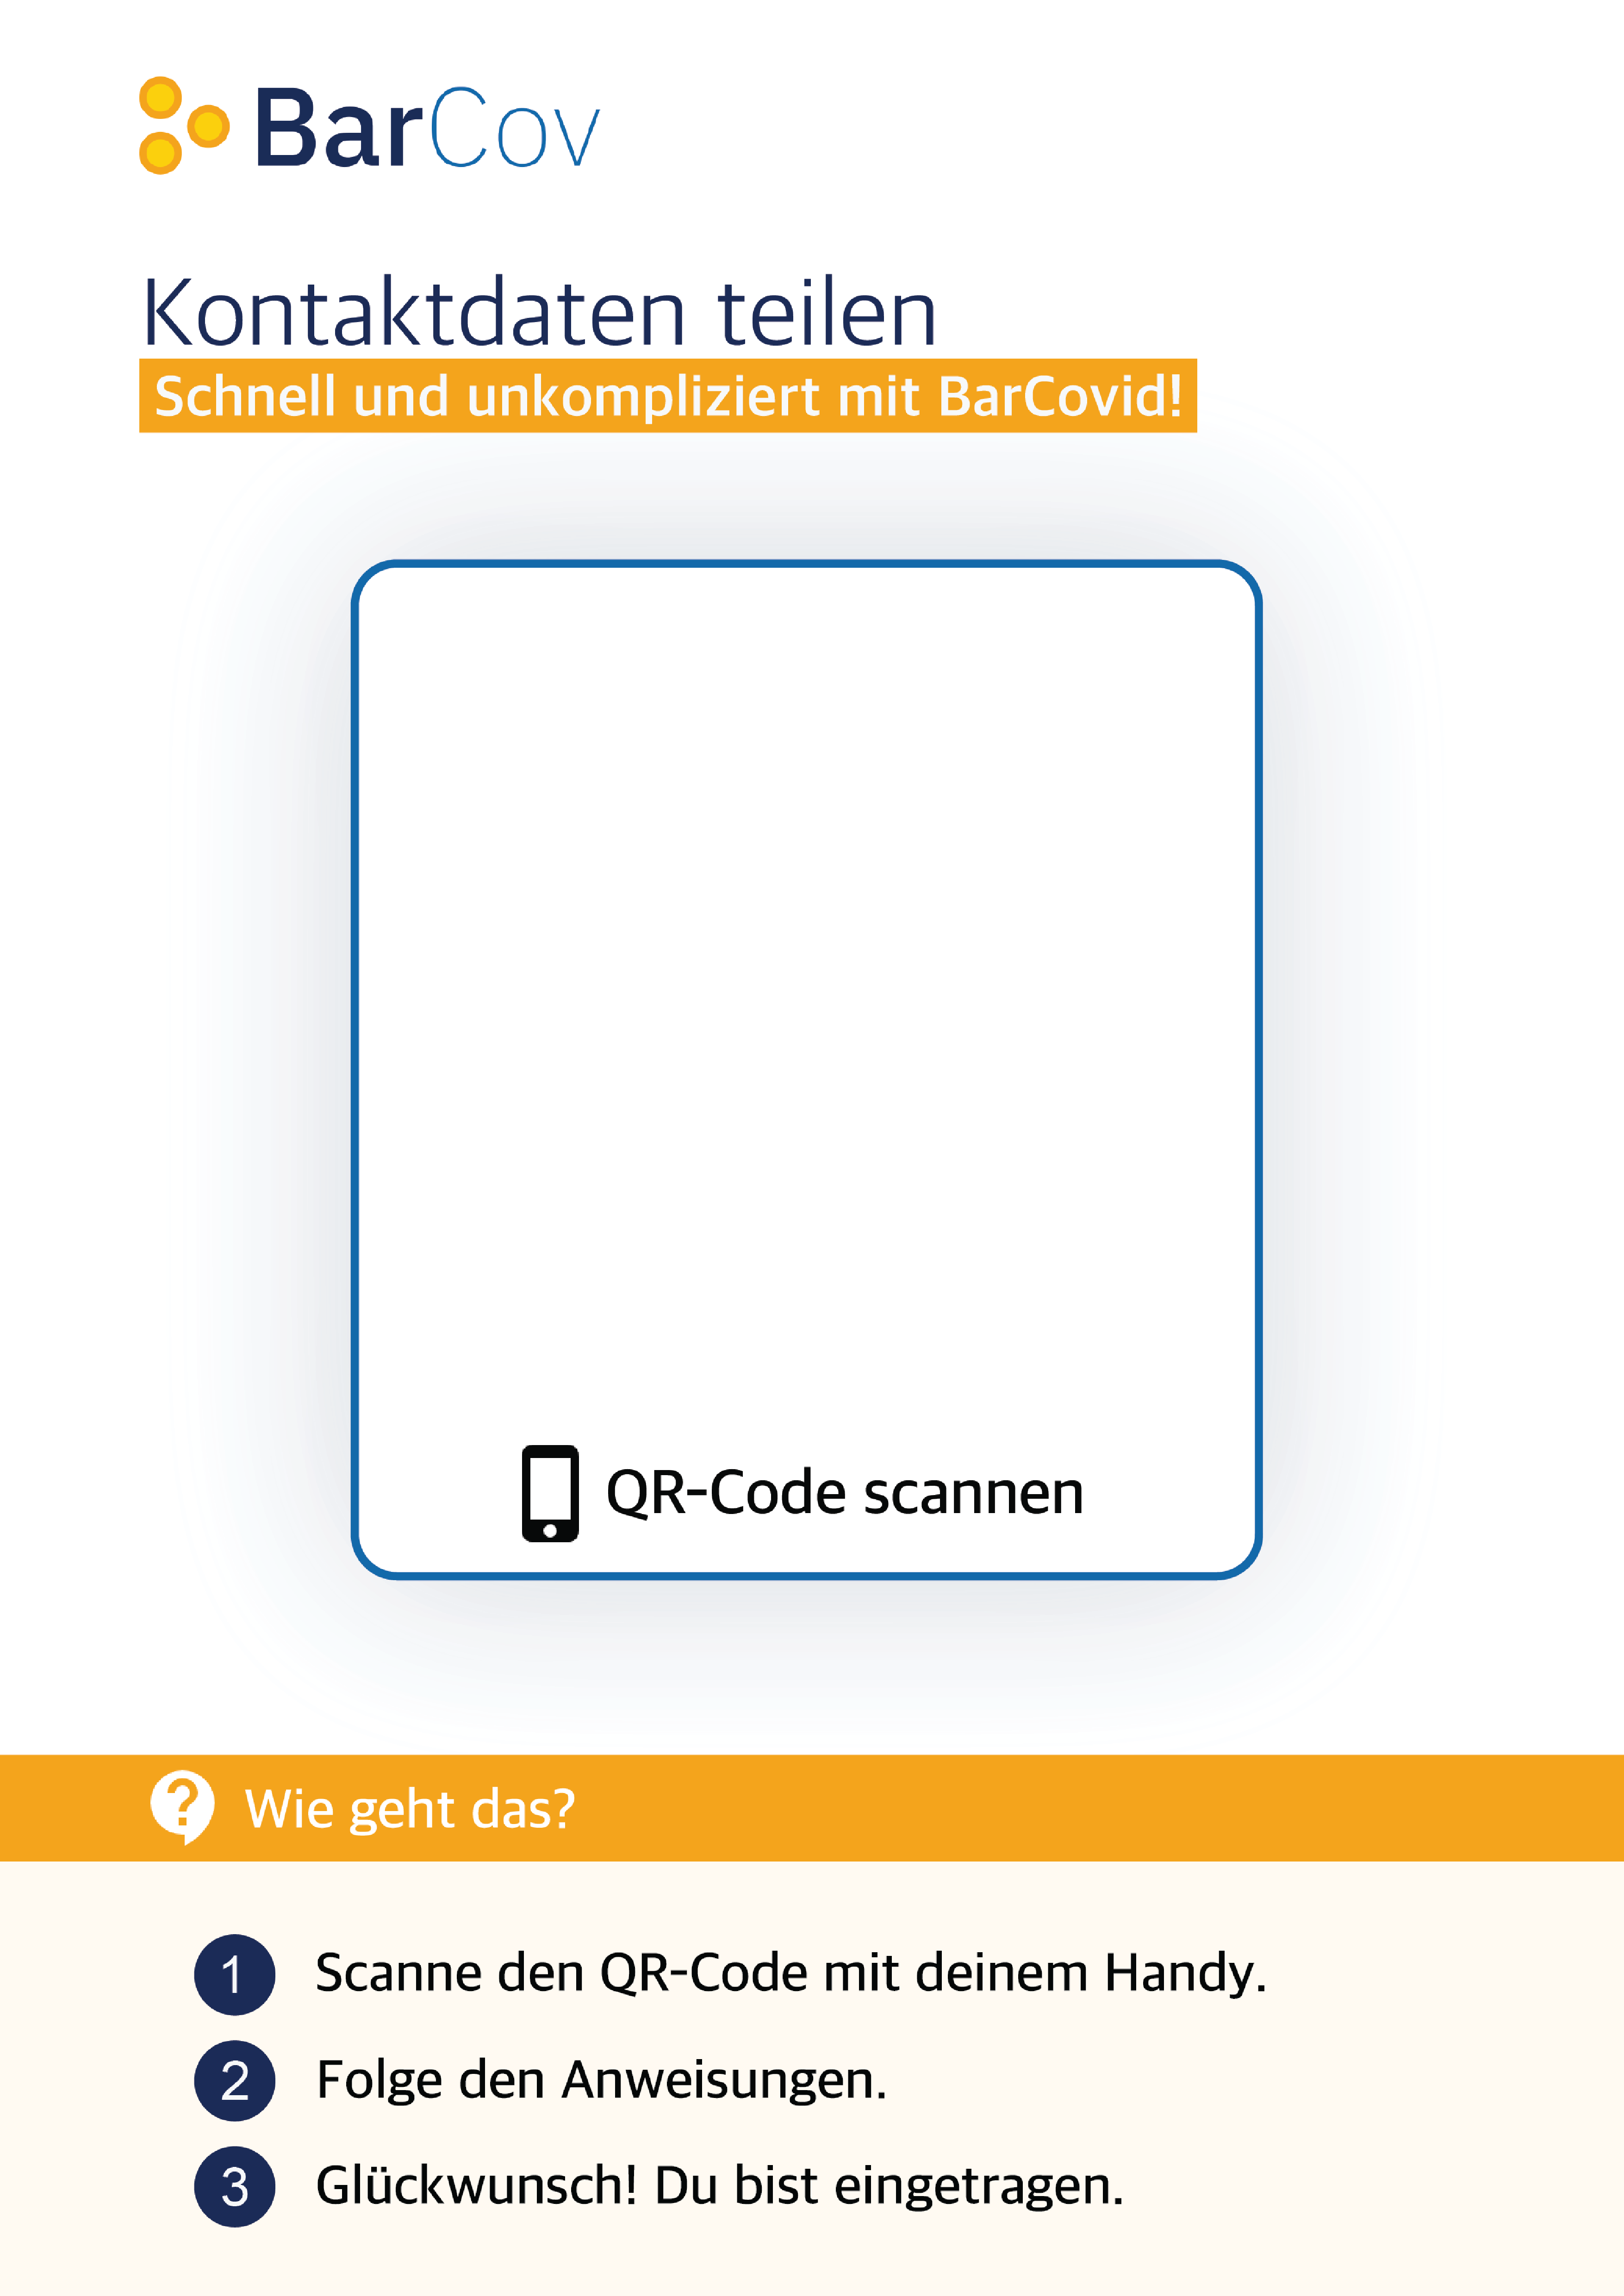 BarCov
Kontaktdaten teilen
Schnell und unkompliziert mit BarCovid!
QR-Code scannen
? Wie geht das?
1 Scanne den QR-Code mit deinem Handy.
2 Folge den Anweisungen.
3 Glückwunsch! Du bist eingetragen.